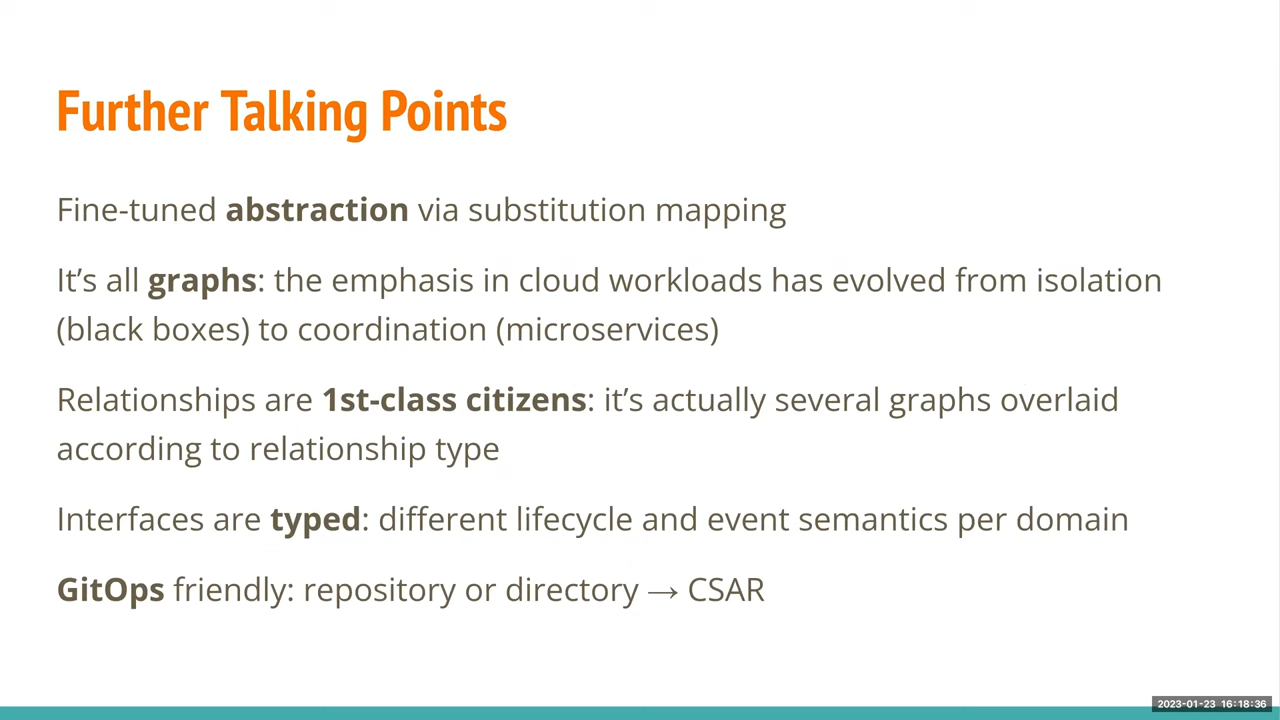 Further Talking Points
Fine-tuned abstraction via substitution mapping
It’s all graphs: the emphasis in cloud workloads has evolved from isolation
(black boxes) to coordination (microservices)
Relationships are 1st-class citizens: it’s actually several graphs overlaid
according to relationship type
Interfaces are typed: different lifecycle and event semantics per domain
GitOps friendly: repository or directory → CSAR
2023-01-23 16:18:36